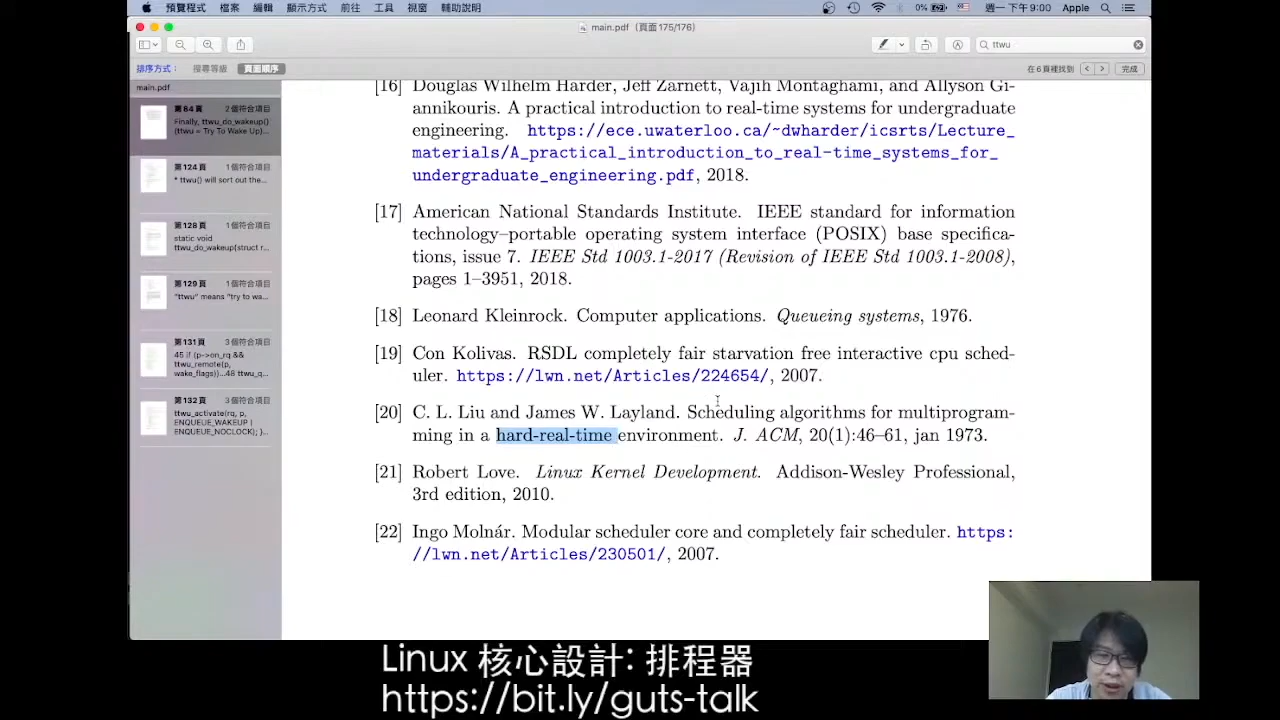 預覽程式 檔案 編輯 顯示方式 前往 工具 視窗 輔助說明 0% 週一 下午9:00 Apple
main.pdf（頁面 175/176）
ttwu
排序方式： 搜尋等級 頁面順序 在 6 頁裡找到 完成
main.pdf
第 84 頁 2 個符合項目
Finally, ttwu_do_wakeup()
(ttwu = Try To Wake Up)...
第 124 頁 1 個符合項目
* ttwu() will sort out the...
第 128 頁 1 個符合項目
static void
ttwu_do_wakeup(struct r...
第 129 頁 1 個符合項目
"ttwu" means "try to wa...
第 131 頁 3 個符合項目
45 if (p->on_rq &&
ttwu_remote(p,
wake_flags))...48 ttwu_q...
第 132 頁 3 個符合項目
ttwu_activate(rq, p,
ENQUEUE_WAKEUP |
ENQUEUE_NOCLOCK); }...
[16] Douglas Wilhelm Harder, Jeff Zarnett, Vajih Montaghami, and Allyson Gi-
annikouris. A practical introduction to real-time systems for undergraduate
engineering. https://ece.uwaterloo.ca/~dwharder/icsrts/Lecture_
materials/A_practical_introduction_to_real-time_systems_for_
undergraduate_engineering.pdf, 2018.
[17] American National Standards Institute. IEEE standard for information
technology–portable operating system interface (POSIX) base specifica-
tions, issue 7. IEEE Std 1003.1-2017 (Revision of IEEE Std 1003.1-2008),
pages 1–3951, 2018.
[18] Leonard Kleinrock. Computer applications. Queueing systems, 1976.
[19] Con Kolivas. RSDL completely fair starvation free interactive cpu sched-
uler. https://lwn.net/Articles/224654/, 2007.
[20] C. L. Liu and James W. Layland. Scheduling algorithms for multiprogram-
ming in a hard-real-time environment. J. ACM, 20(1):46–61, jan 1973.
[21] Robert Love. Linux Kernel Development. Addison-Wesley Professional,
3rd edition, 2010.
[22] Ingo Molnár. Modular scheduler core and completely fair scheduler. https:
//lwn.net/Articles/230501/, 2007.
Linux 核心設計: 排程器
https://bit.ly/guts-talk